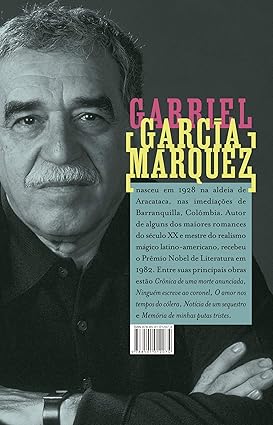 GABRIEL
[GARCÍA
MÁRQUEZ]
nasceu em 1928 na aldeia de
Aracataca, nas imediações de
Barranquilla, Colômbia. Autor
de alguns dos maiores romances
do século XX e mestre do realismo
mágico latino-americano, recebeu
o Prêmio Nobel de Literatura em
1982. Entre suas principais obras
estão Crônica de uma morte anunciada,
Ninguém escreve ao coronel, O amor nos
tempos do cólera, Notícia de um sequestro
e Memória de minhas putas tristes.